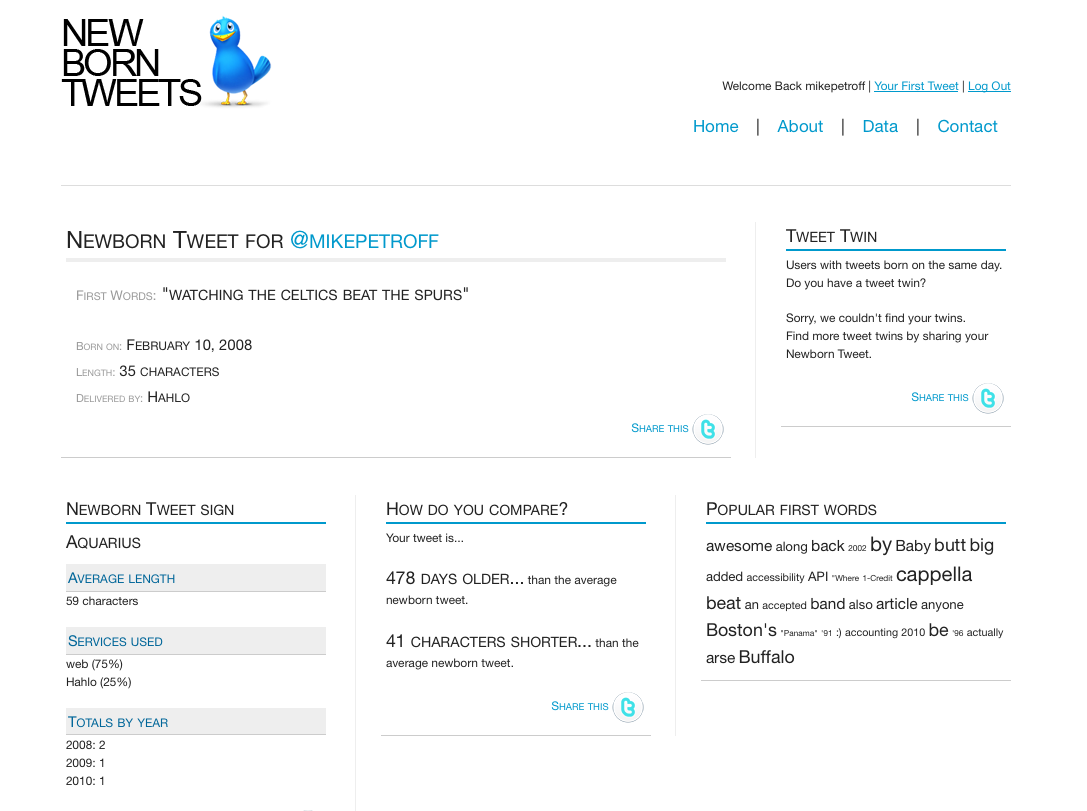 NEW
BORN
TWEETS
Welcome Back mikepetroff | Your First Tweet | Log Out
Home | About | Data | Contact
Newborn Tweet for @mikepetroff
First Words: "watching the celtics beat the spurs"
Born on: February 10, 2008
Length: 35 characters
Delivered by: Hahlo
Share this
Tweet Twin
Users with tweets born on the same day.
Do you have a tweet twin?
Sorry, we couldn't find your twins.
Find more tweet twins by sharing your
Newborn Tweet.
Share this
Newborn Tweet sign
Aquarius
Average length
59 characters
Services used
web (75%)
Hahlo (25%)
Totals by year
2008: 2
2009: 1
2010: 1
How do you compare?
Your tweet is...
478 days older... than the average
newborn tweet.
41 characters shorter... than the
average newborn tweet.
Share this
Popular first words
awesome along back 2002 by Baby butt big
added accessibility API "Where 1-Credit cappella
beat an accepted band also article anyone
Boston's "Panama" '91 :) accounting 2010 be '96 actually
arse Buffalo